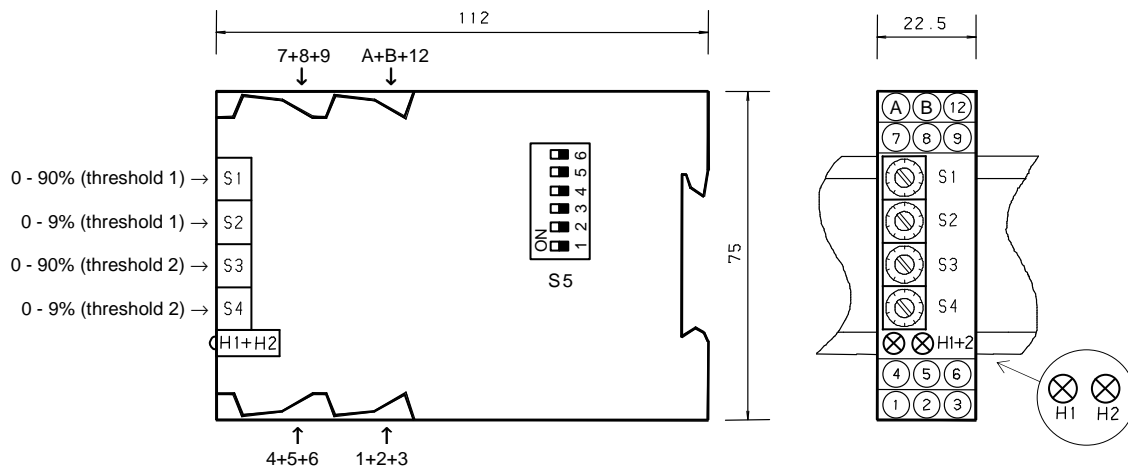 112
22.5
7+8+9
A+B+12
A B 12
7 8 9
0 - 90% (threshold 1) → S1
0 - 9% (threshold 1) → S2
0 - 90% (threshold 2) → S3
0 - 9% (threshold 2) → S4
H1+H2
6
5
4
3
2
1
ON
S5
75
S1
S2
S3
S4
H1+2
4 5 6
1 2 3
H1 H2
4+5+6
1+2+3